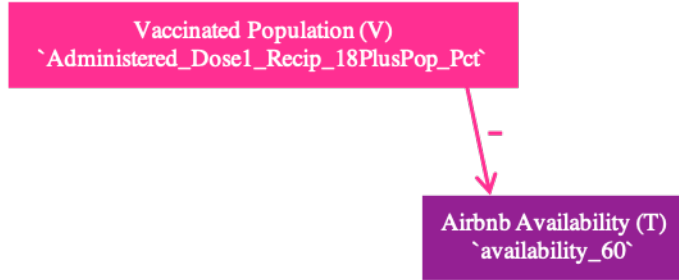 Vaccinated Population (V)
`Administered_Dose1_Recip_18PlusPop_Pct`
−
Airbnb Availability (T)
`availability_60`